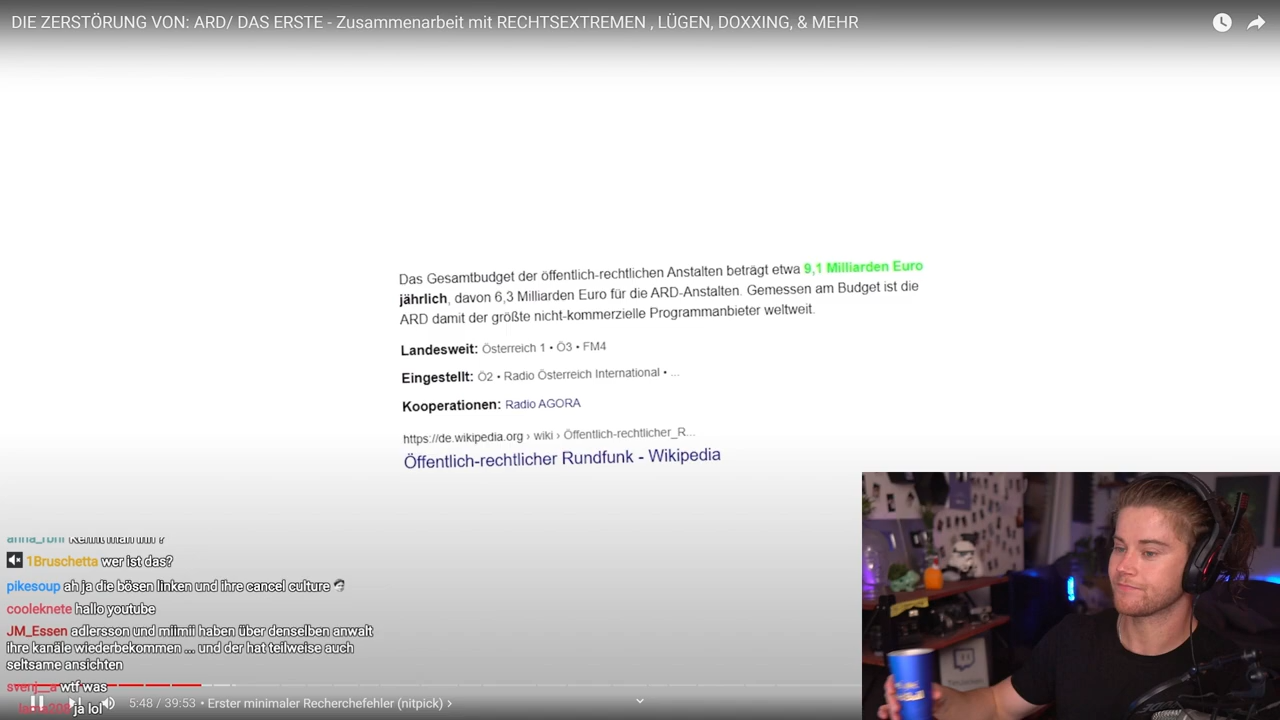 DIE ZERSTÖRUNG VON: ARD/ DAS ERSTE - Zusammenarbeit mit RECHTSEXTREMEN , LÜGEN, DOXXING, & MEHR
Das Gesamtbudget der öffentlich-rechtlichen Anstalten beträgt etwa 9,1 Milliarden Euro
jährlich, davon 6,3 Milliarden Euro für die ARD-Anstalten. Gemessen am Budget ist die
ARD damit der größte nicht-kommerzielle Programmanbieter weltweit.
Landesweit: Österreich 1 • Ö3 • FM4
Eingestellt: Ö2 • Radio Österreich International • ...
Kooperationen: Radio AGORA
https://de.wikipedia.org › wiki › Öffentlich-rechtlicher_R...
Öffentlich-rechtlicher Rundfunk - Wikipedia
Kennt man ihn ?
1Bruschetta wer ist das?
pikesoup ah ja die bösen linken und ihre cancel culture
cooleknete hallo youtube
JM_Essen adlersson und miimii haben über denselben anwalt
ihre kanäle wiederbekommen ... und der hat teilweise auch
seltsame ansichten
wtf was
ja lol
5:48 / 39:53 • Erster minimaler Recherchefehler (nitpick) ›